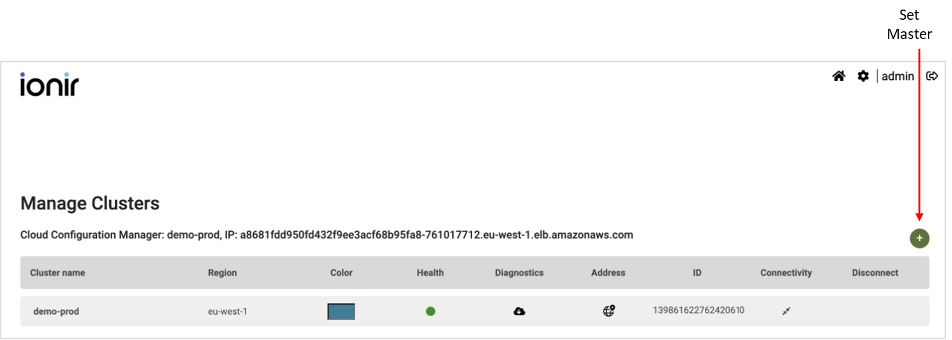 Set
Master
ionir
admin
Manage Clusters
Cloud Configuration Manager: demo-prod, IP: a8681fdd950fd432f9ee3acf68b95fa8-761017712.eu-west-1.elb.amazonaws.com
Cluster name Region Color Health Diagnostics Address ID Connectivity Disconnect
demo-prod eu-west-1 139861622762420610